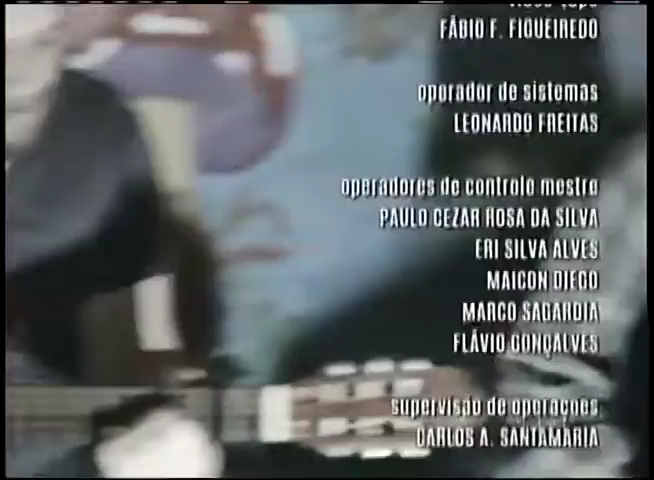 FÁBIO F. FIGUEIREDO
operador de sistemas
LEONARDO FREITAS
operadores de controle mestre
PAULO CEZAR ROSA DA SILVA
ERI SILVA ALVES
MAICON DIEGO
MARCO SAGARDIA
FLÁVIO GONÇALVES
supervisão de operações
CARLOS A. SANTAMARIA